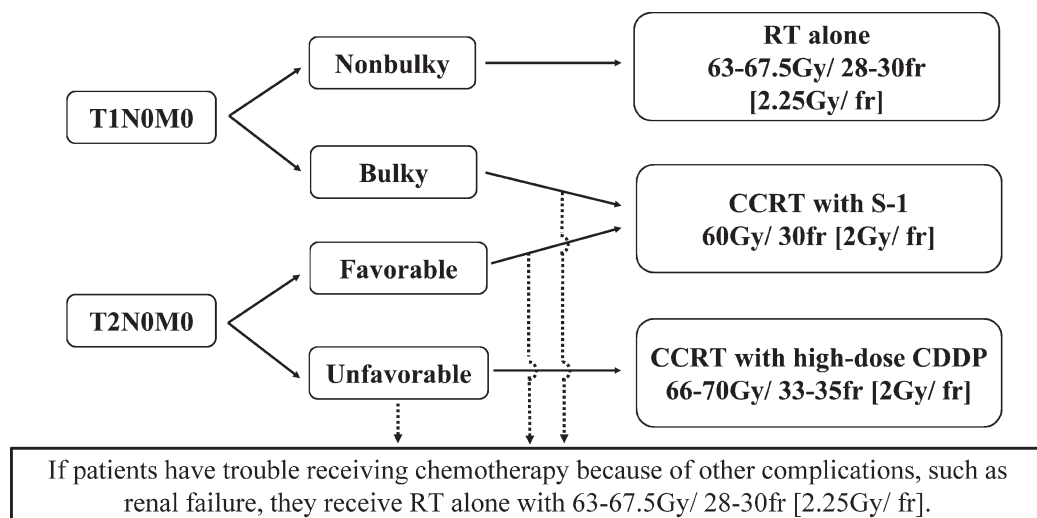 T1N0M0
Nonbulky
RT alone
63-67.5Gy/ 28-30fr
[2.25Gy/ fr]
Bulky
CCRT with S-1
60Gy/ 30fr [2Gy/ fr]
T2N0M0
Favorable
Unfavorable
CCRT with high-dose CDDP
66-70Gy/ 33-35fr [2Gy/ fr]
If patients have trouble receiving chemotherapy because of other complications, such as
renal failure, they receive RT alone with 63-67.5Gy/ 28-30fr [2.25Gy/ fr].